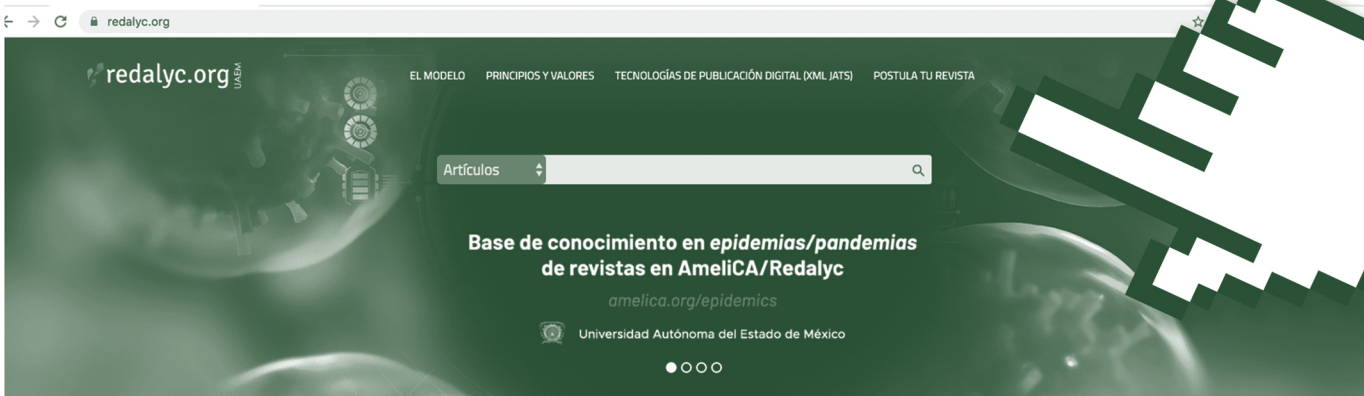 redalyc.org
redalyc.org UAEM
EL MODELO PRINCIPIOS Y VALORES TECNOLOGÍAS DE PUBLICACIÓN DIGITAL (XML JATS) POSTULA TU REVISTA
Artículos
Base de conocimiento en epidemias/pandemias
de revistas en AmeliCA/Redalyc
amelica.org/epidemics
Universidad Autónoma del Estado de México